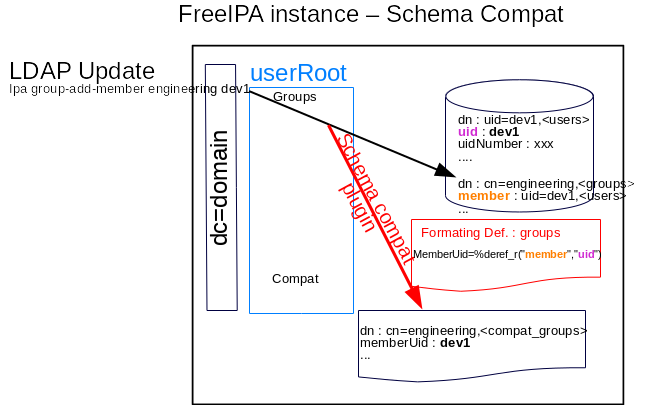 FreeIPA instance – Schema Compat
LDAP Update
Ipa group-add-member engineering dev1
userRoot
Groups
dc=domain
Schema compat
plugin
Compat
dn : uid=dev1,<users>
uid : dev1
uidNumber : xxx
....
dn : cn=engineering,<groups>
member : uid=dev1,<users>
...
Formating Def. : groups
MemberUid=%deref_r("member","uid")
dn : cn=engineering,<compat_groups>
memberUid : dev1
...